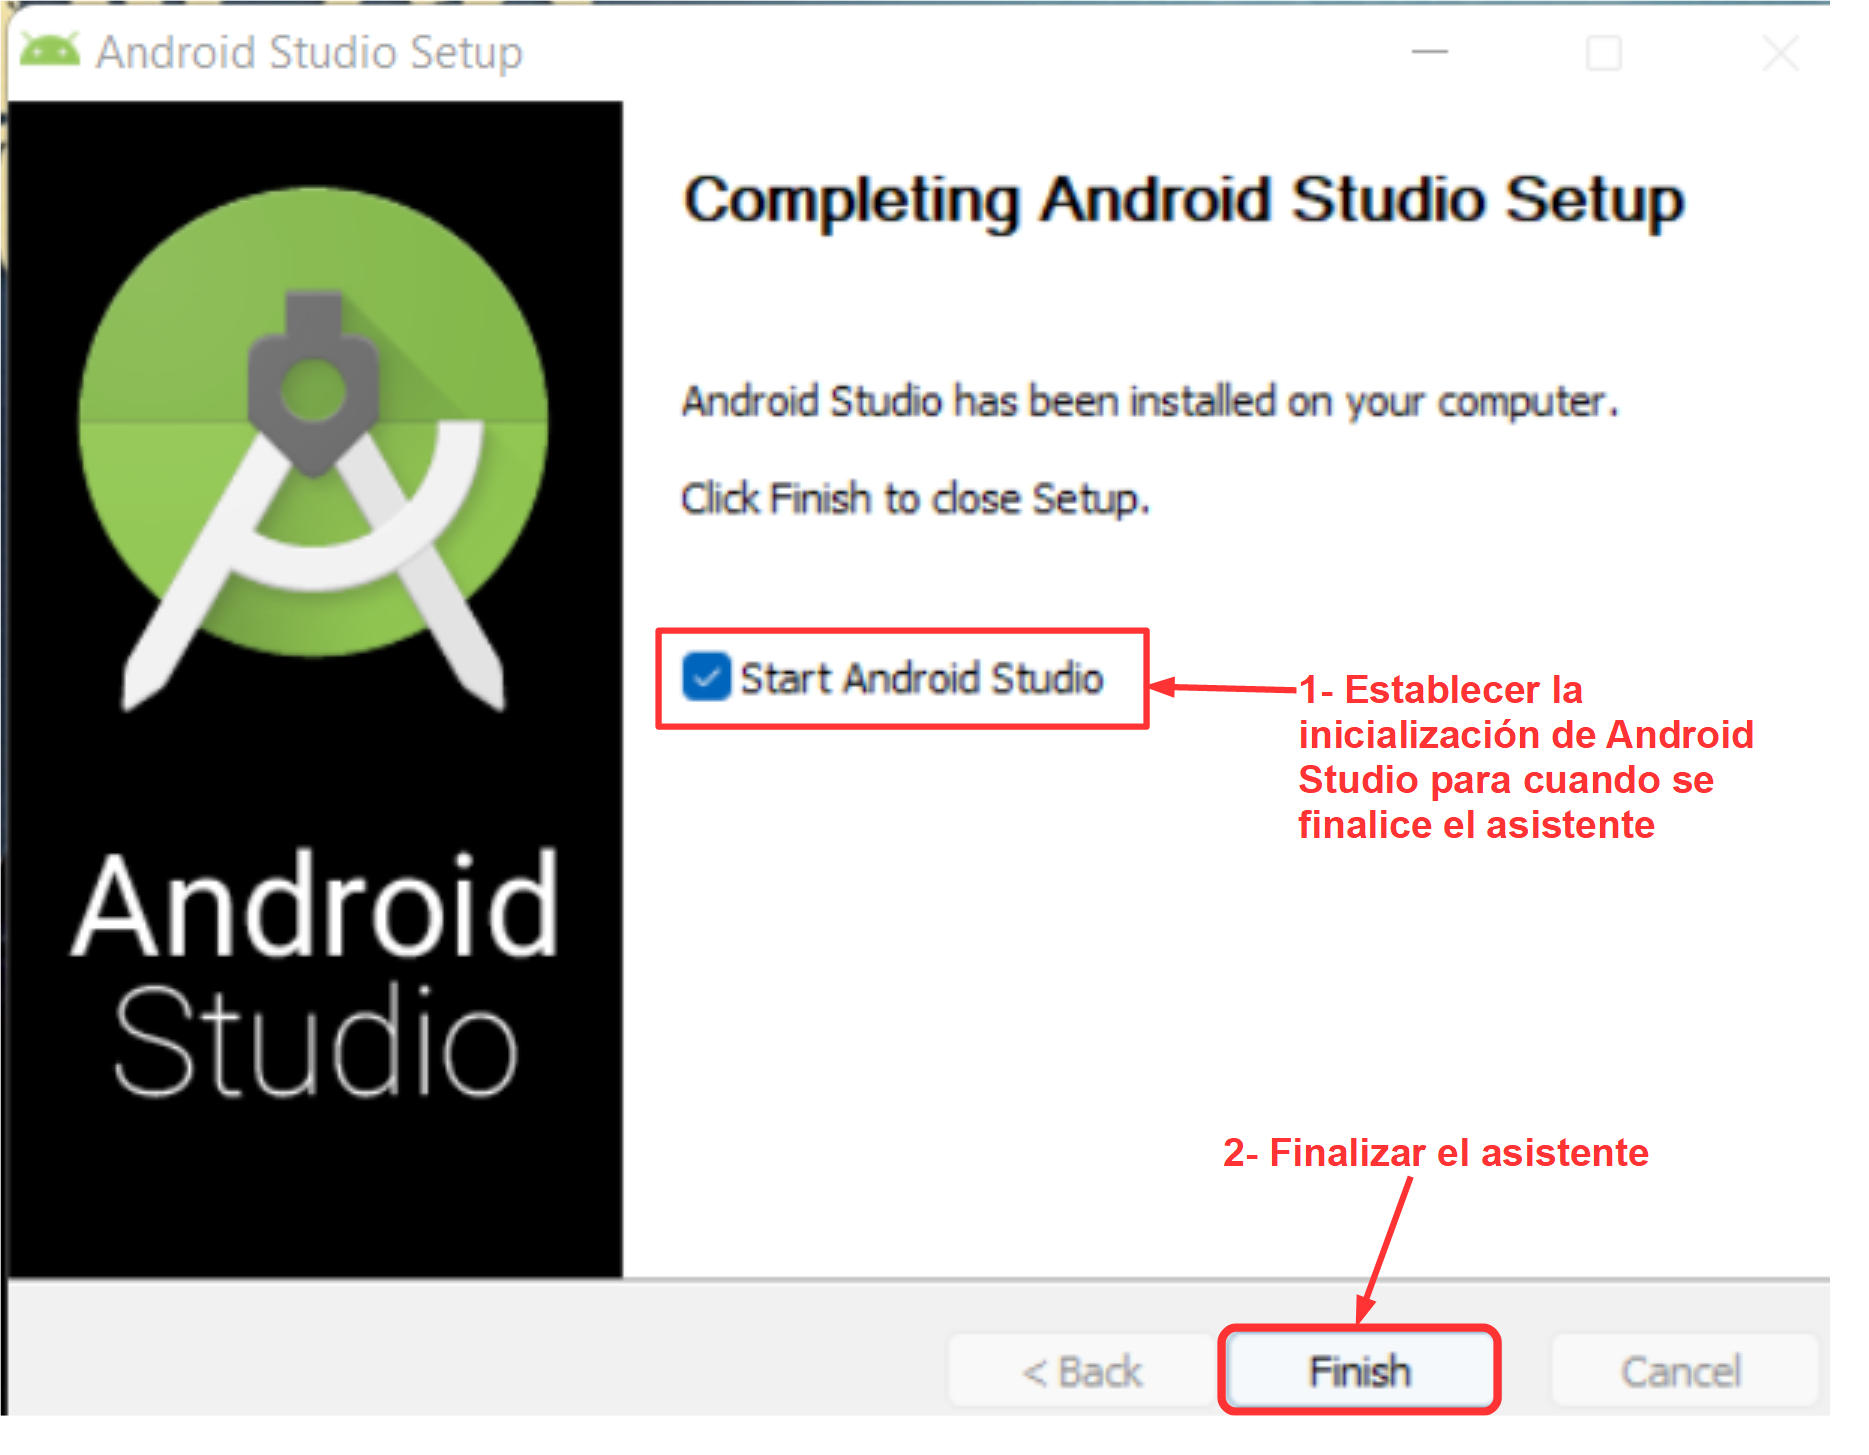 Android Studio Setup
Completing Android Studio Setup
Android Studio has been installed on your computer.
Click Finish to close Setup.
Start Android Studio
1- Establecer la
inicialización de Android
Studio para cuando se
finalice el asistente
Android
Studio
2- Finalizar el asistente
< Back
Finish
Cancel